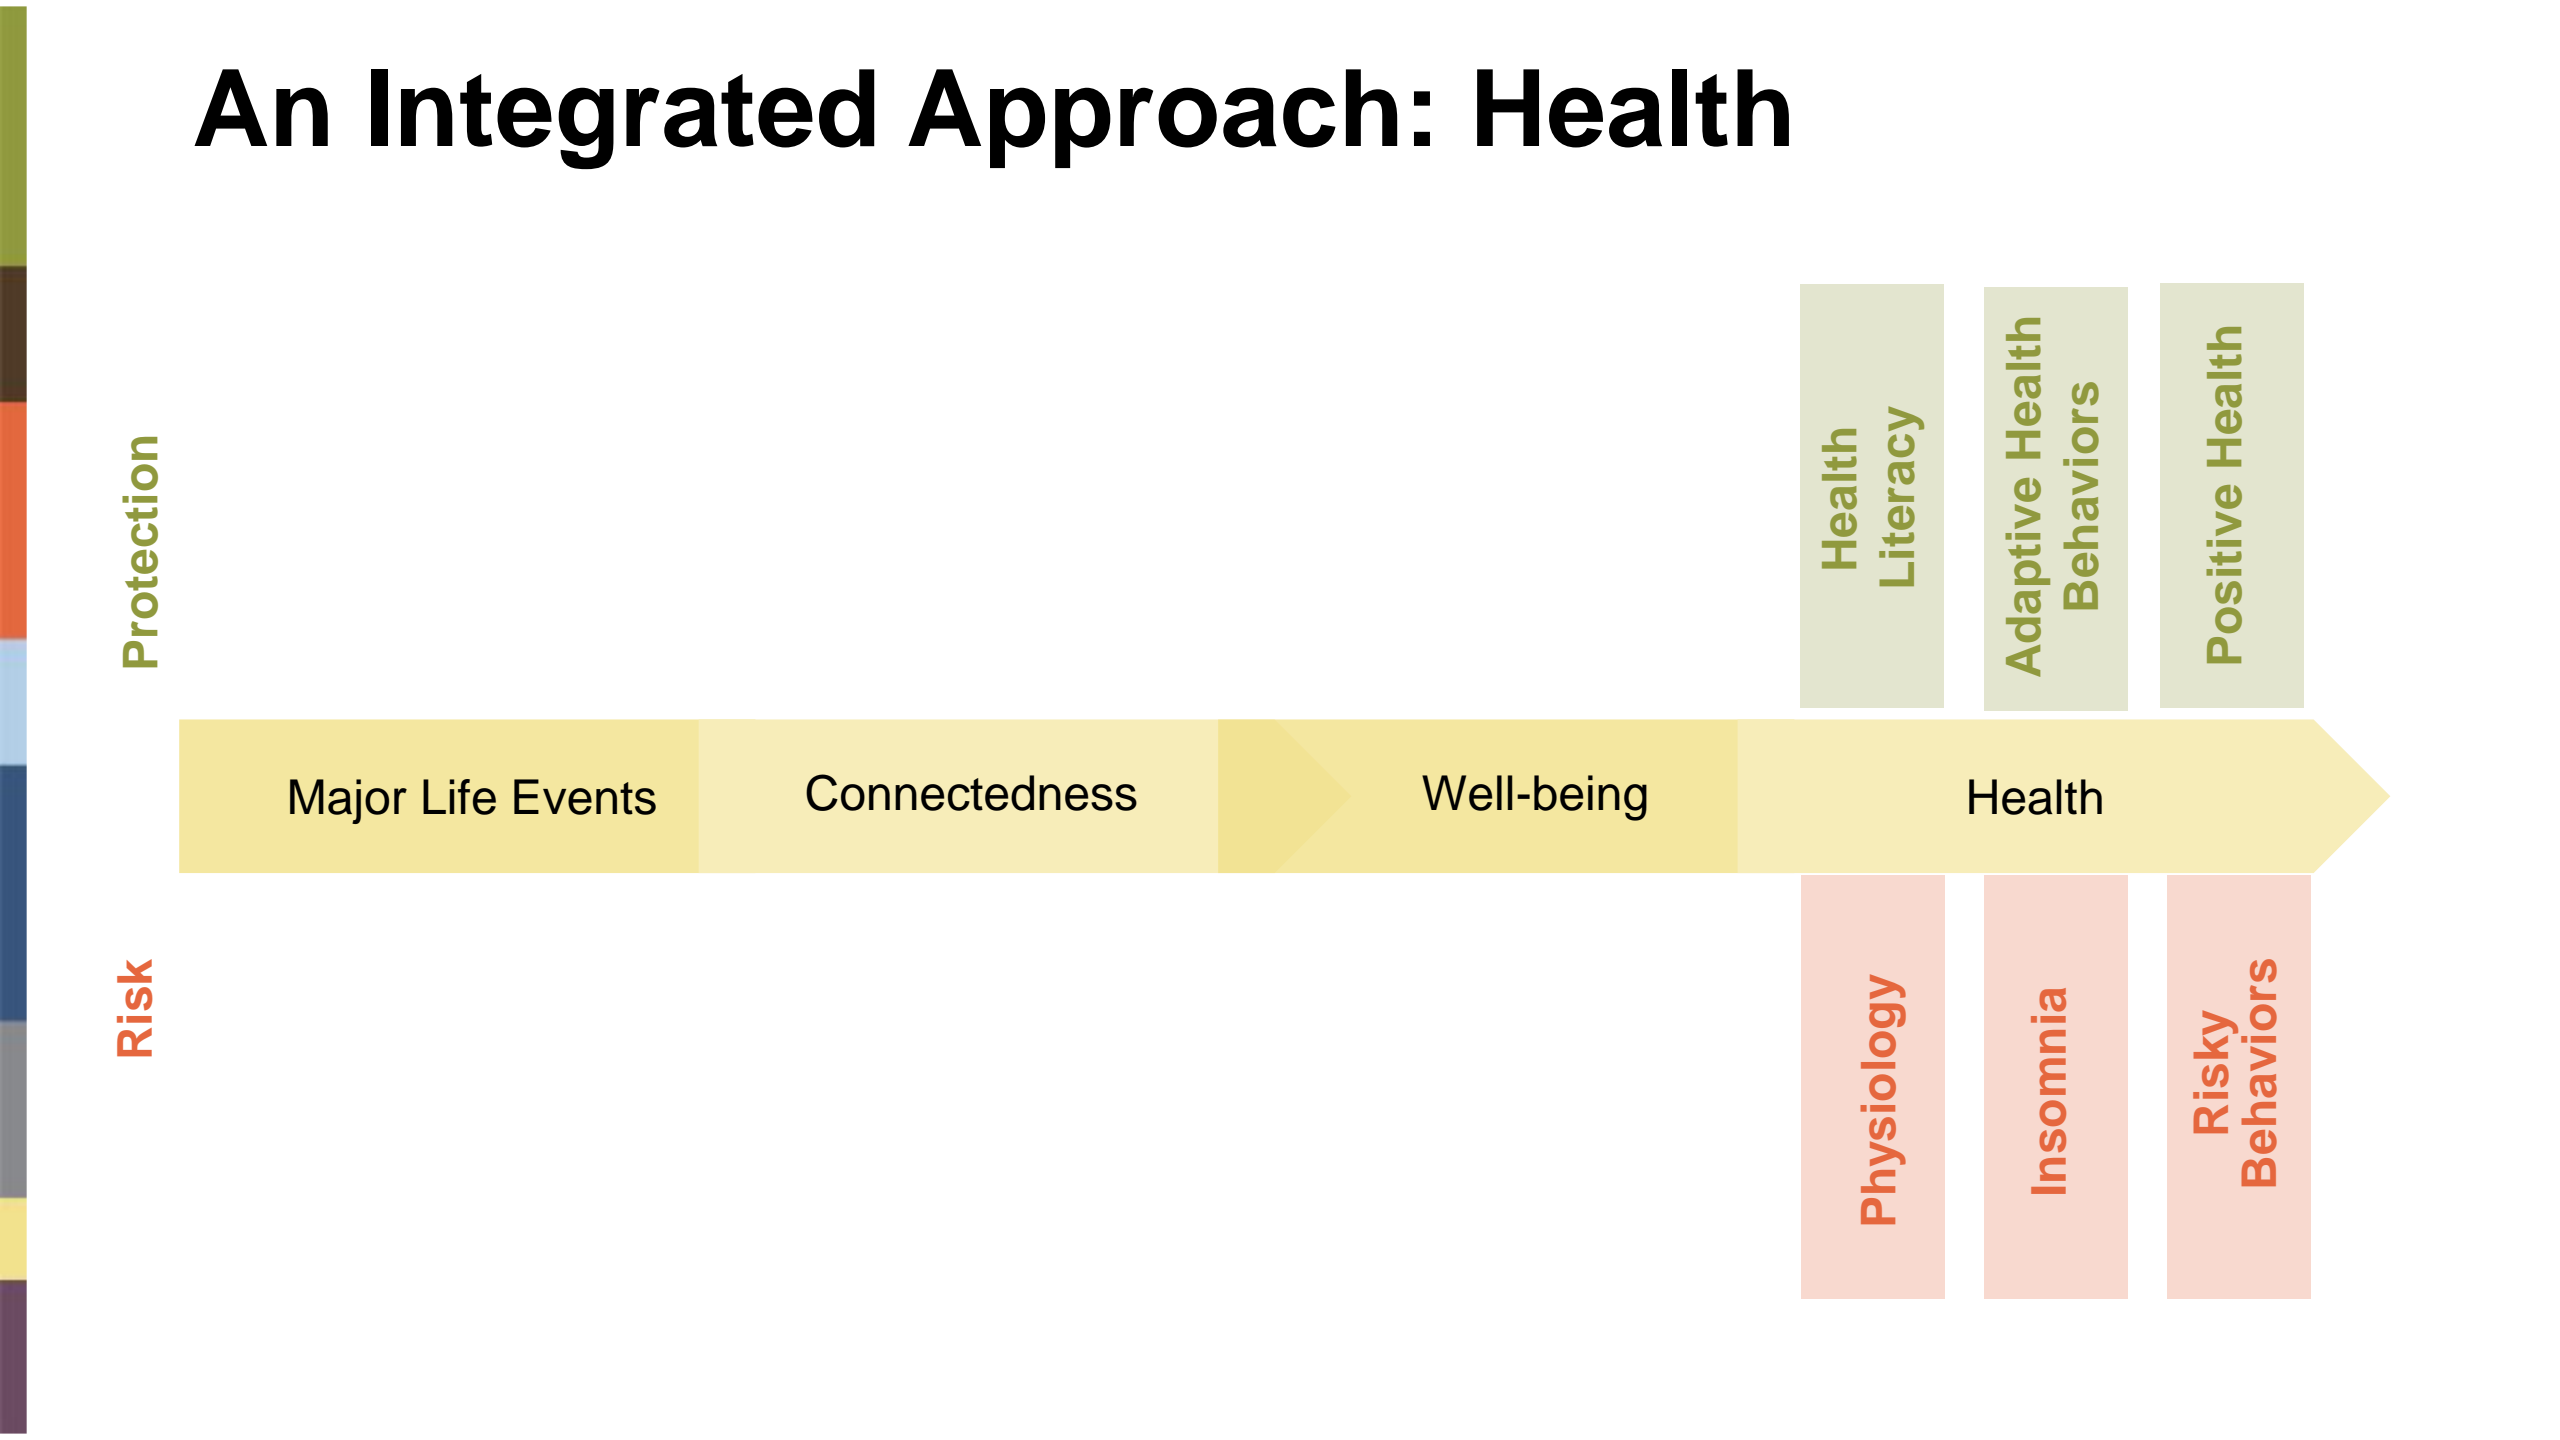 An Integrated Approach: Health
Protection
Health
Literacy
Adaptive Health
Behaviors
Positive Health
Major Life Events
Connectedness
Well-being
Health
Risk
Physiology
Insomnia
Risky
Behaviors